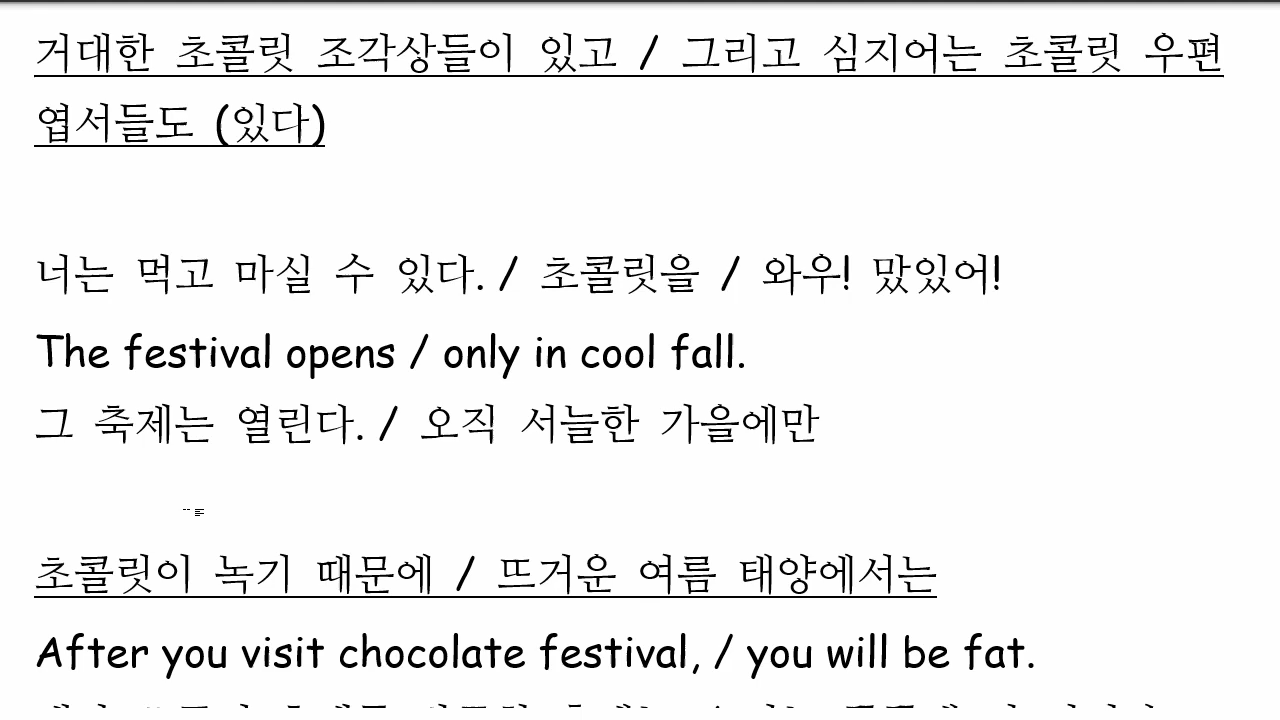 거대한 초콜릿 조각상들이 있고 / 그리고 심지어는 초콜릿 우편
엽서들도 (있다)
너는 먹고 마실 수 있다. / 초콜릿을 / 와우! 맜있어!
The festival opens / only in cool fall.
그 축제는 열린다. / 오직 서늘한 가을에만
초콜릿이 녹기 때문에 / 뜨거운 여름 태양에서는
After you visit chocolate festival, / you will be fat.